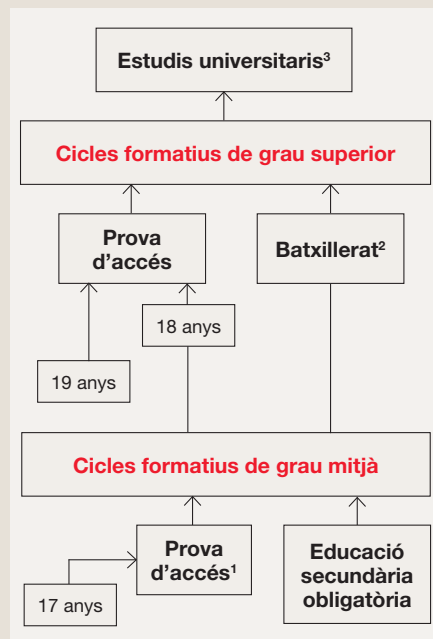 Estudis universitaris³
Cicles formatius de grau superior
Prova
d’accés
Batxillerat²
18 anys
19 anys
Cicles formatius de grau mitjà
Prova
d’accés¹
Educació
secundària
obligatòria
17 anys